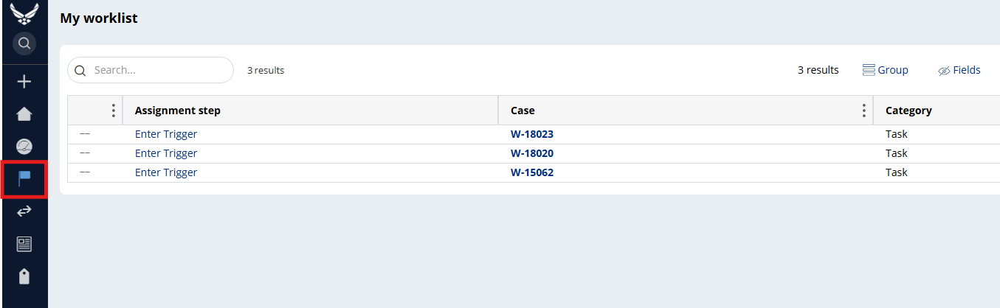 My worklist
Search...
3 results
3 results
Group
Fields
Assignment step Case Category
-- Enter Trigger W-18023 Task
-- Enter Trigger W-18020 Task
-- Enter Trigger W-15062 Task